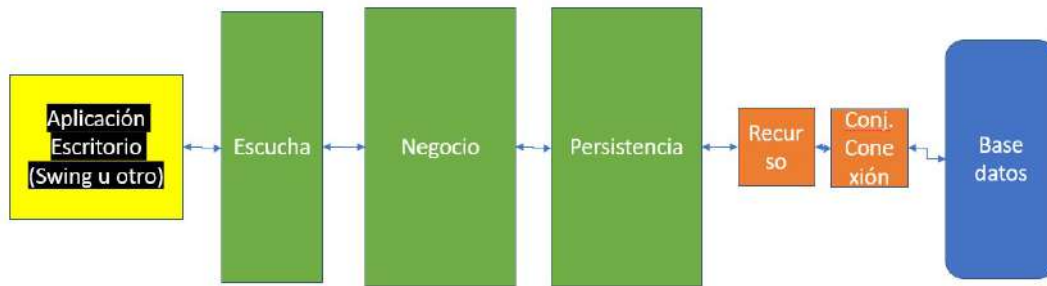 Aplicación
Escritorio
(Swing u otro)
Escucha
Negocio
Persistencia
Recur
so
Conj.
Cone
xión
Base
datos